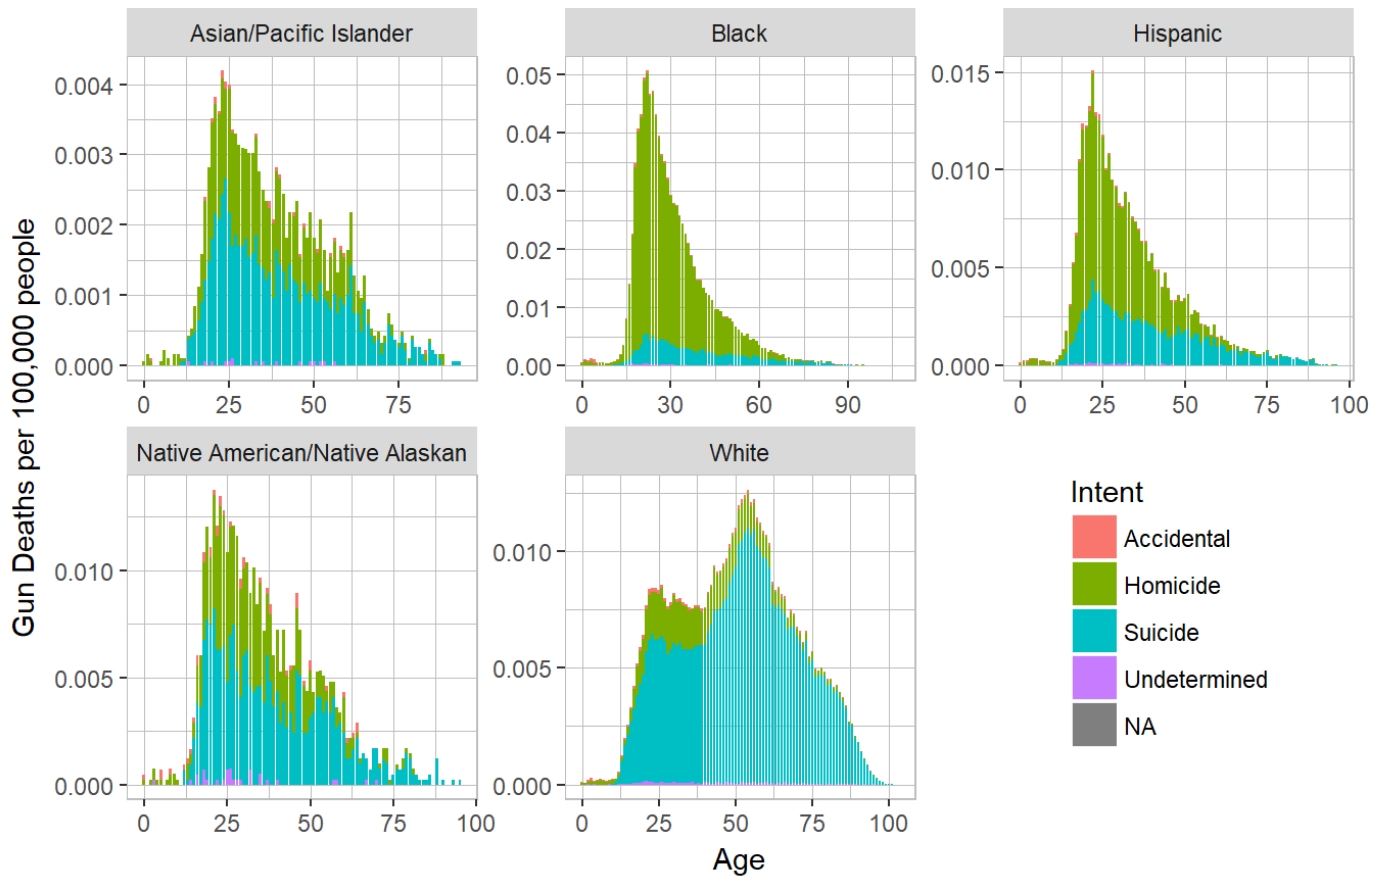 Asian/Pacific Islander
Black
Hispanic
0.004
0.003
0.002
0.001
0.000
0.05
0.04
0.03
0.02
0.01
0.00
0.015
0.010
0.005
0.000
0 25 50 75
0 30 60 90
0 25 50 75 100
Gun Deaths per 100,000 people
Native American/Native Alaskan
White
0.010
0.005
0.000
0.010
0.005
0.000
0 25 50 75 100
0 25 50 75 100
Age
Intent
Accidental
Homicide
Suicide
Undetermined
NA